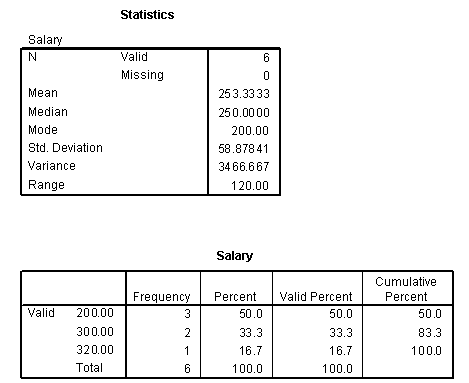 Statistics
Salary
N Valid 6
Missing 0
Mean 253.3333
Median 250.0000
Mode 200.00
Std. Deviation 58.87841
Variance 3466.667
Range 120.00
Salary
Frequency Percent Valid Percent Cumulative Percent
Valid 200.00 3 50.0 50.0 50.0
300.00 2 33.3 33.3 83.3
320.00 1 16.7 16.7 100.0
Total 6 100.0 100.0